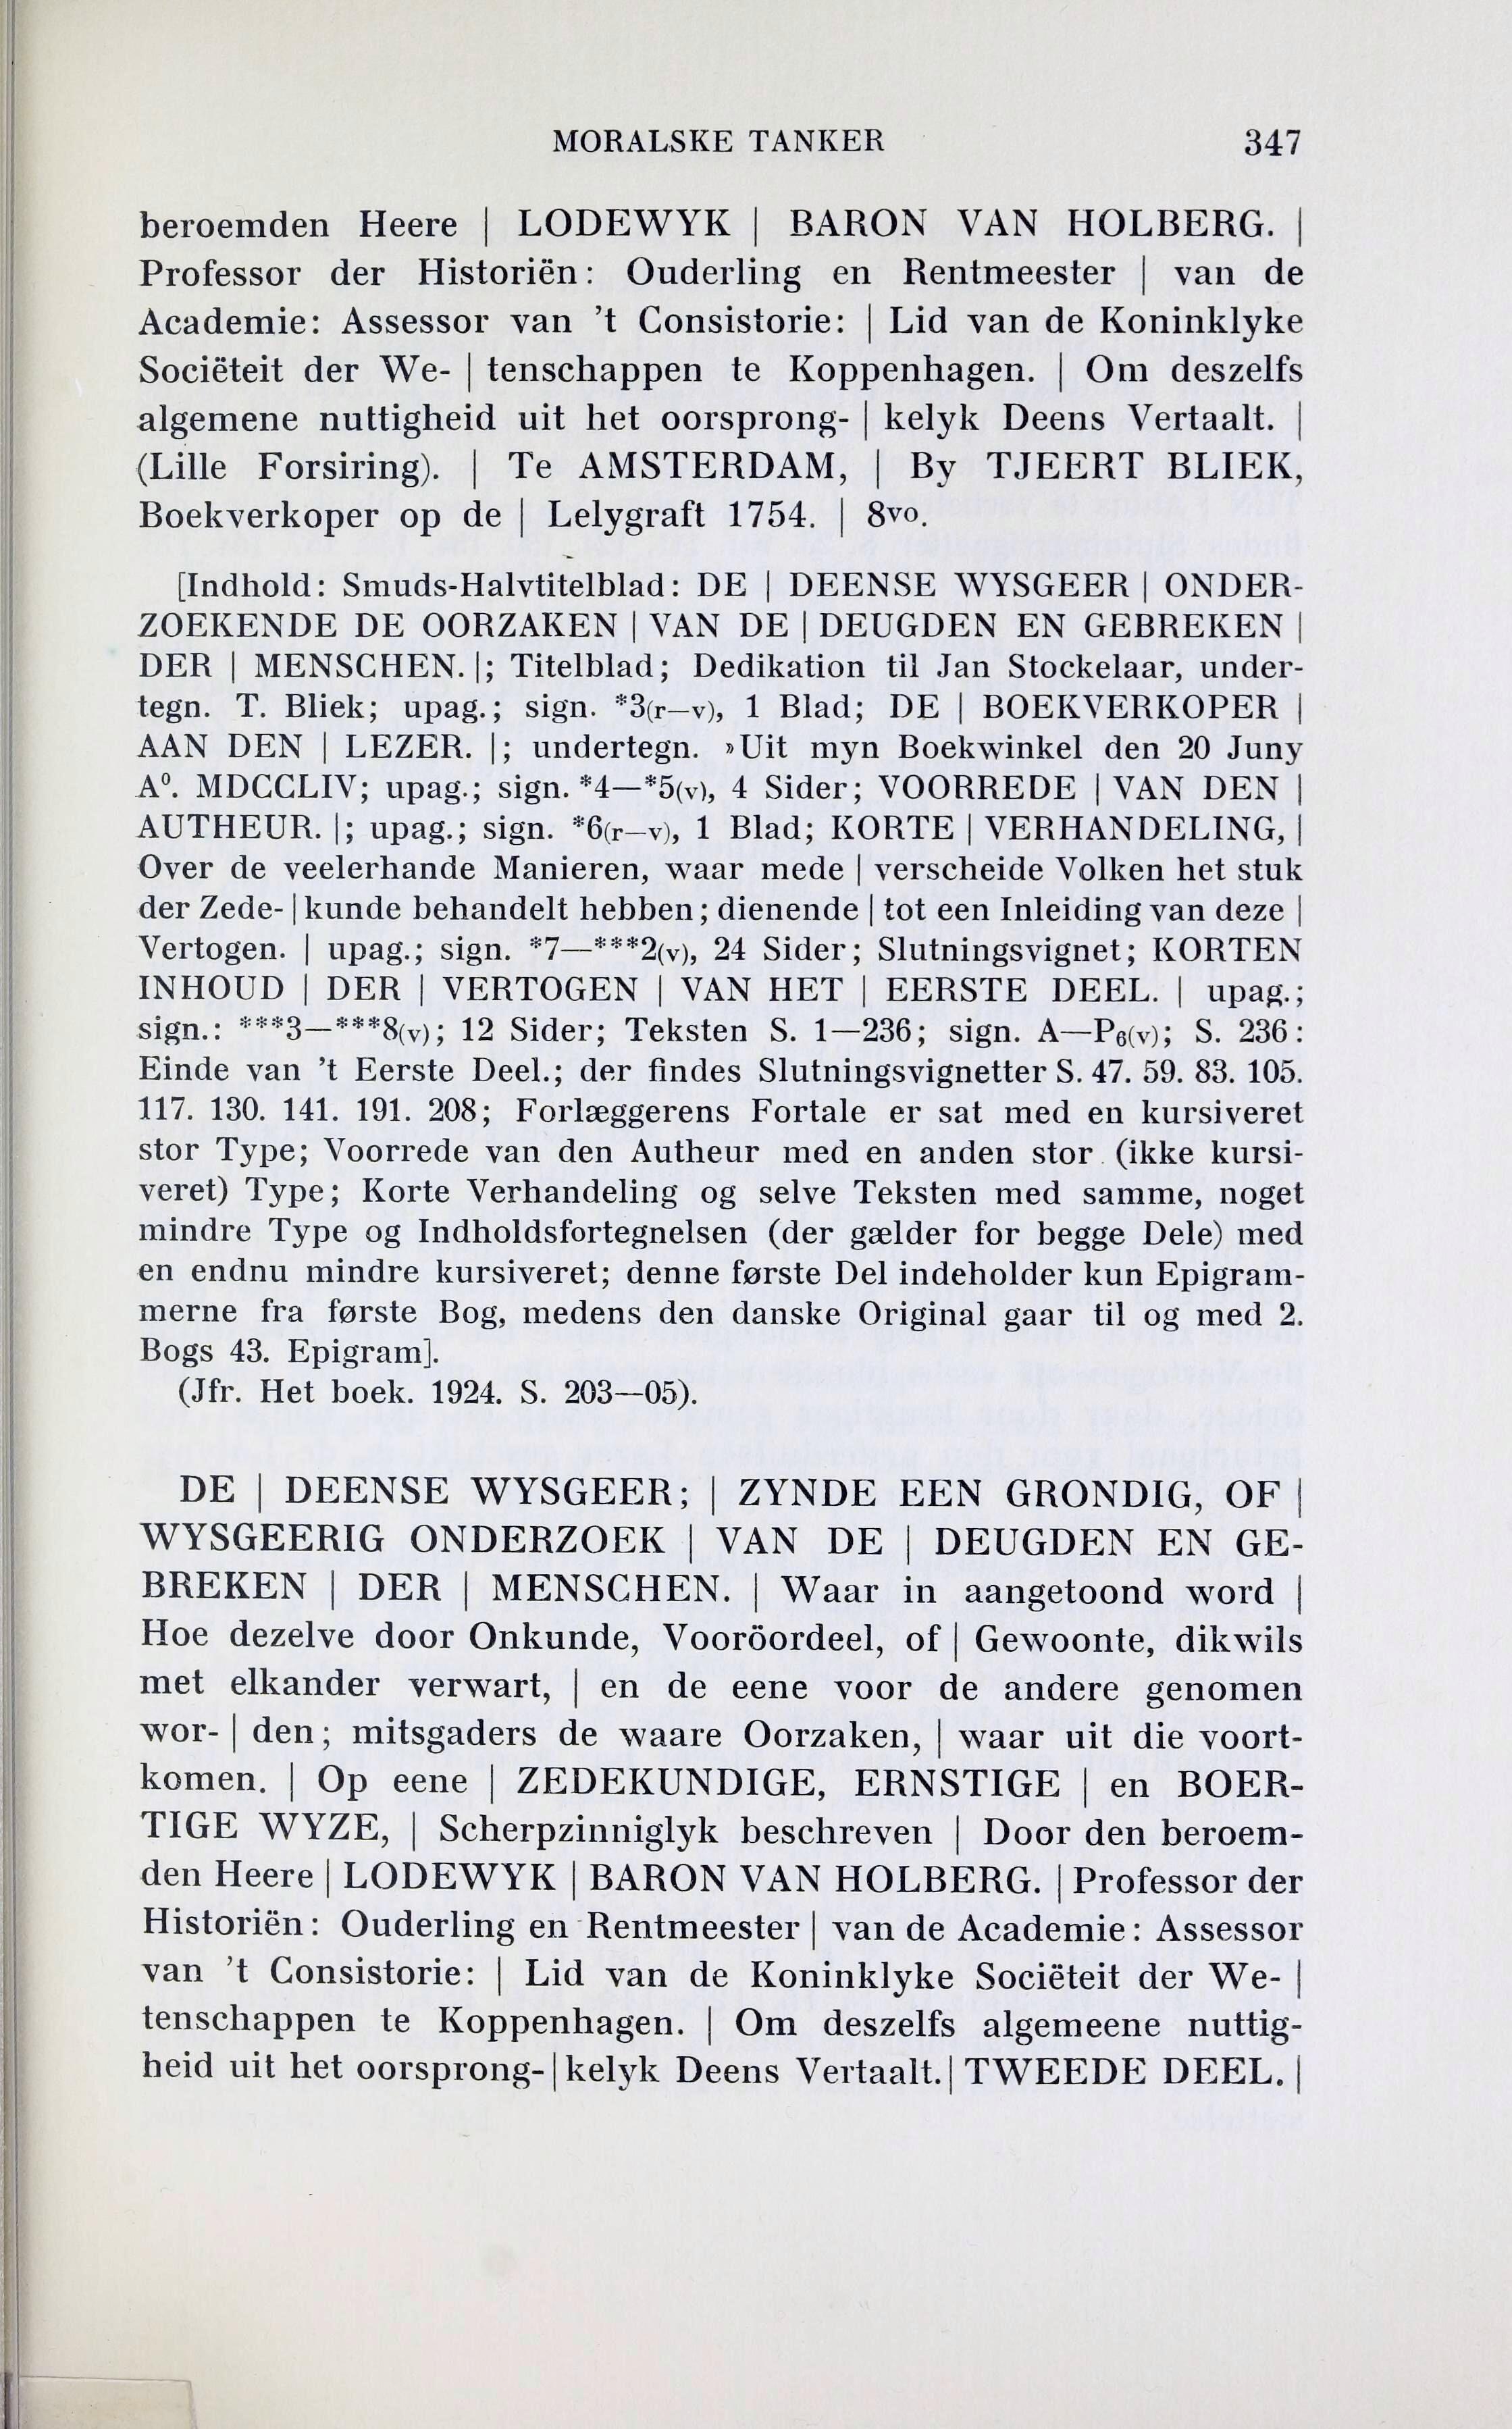 MORALSKE TANKER 347
beroemden Heere | LODEWYK | BARON VAN HOLBERG. |
Professor der Historiën: Ouderling en Rentmeester | van de
Academie: Assessor van 't Consistorie: | Lid van de Koninklyke
Sociëteit der We- | tenschappen te Koppenhagen. | Om deszelfs
algemene nuttigheid uit het oorsprong- | kelyk Deens Vertaalt. |
(Lille Forsiring). | Te AMSTERDAM, | By TJEERT BLIEK,
Boekverkoper op de | Lelygraft 1754. | 8vo.
[Indhold: Smuds-Halvtitelblad: DE | DEENSE WYSGEER | ONDER-
ZOEKENDE DE OORZAKEN | VAN DE | DEUGDEN EN GEBREKEN |
DER | MENSCHEN. |; Titelblad; Dedikation til Jan Stockelaar, under-
tegn. T. Bliek; upag.; sign. *3(r—v), 1 Blad; DE | BOEKVERKOPER |
AAN DEN | LEZER. |; undertegn. »Uit myn Boekwinkel den 20 Juny
Aº. MDCCLIV; upag.; sign. *4—*5(v), 4 Sider; VOORREDE | VAN DEN |
AUTHEUR. |; upag.; sign. *6(r—v), 1 Blad; KORTE | VERHANDELING, |
Over de veelerhande Manieren, waar mede | verscheide Volken het stuk
der Zede- | kunde behandelt hebben; dienende | tot een Inleiding van deze |
Vertogen. | upag.; sign. *7—***2(v), 24 Sider; Slutningsvignet; KORTEN
INHOUD | DER | VERTOGEN | VAN HET | EERSTE DEEL. | upag.;
sign.: ***3—***8(v); 12 Sider; Teksten S. 1—236; sign. A—P6(v); S. 236:
Einde van 't Eerste Deel.; der findes Slutningsvignetter S. 47. 59. 83. 105.
117. 130. 141. 191. 208; Forlæggerens Fortale er sat med en kursiveret
stor Type; Voorrede van den Autheur med en anden stor (ikke kursi-
veret) Type; Korte Verhandeling og selve Teksten med samme, noget
mindre Type og Indholdsfortegnelsen (der gælder for begge Dele) med
en endnu mindre kursiveret; denne første Del indeholder kun Epigram-
merne fra første Bog, medens den danske Original gaar til og med 2.
Bogs 43. Epigram].
(Jfr. Het boek. 1924. S. 203—05).
DE | DEENSE WYSGEER; | ZYNDE EEN GRONDIG, OF |
WYSGEERIG ONDERZOEK | VAN DE | DEUGDEN EN GE-
BREKEN | DER | MENSCHEN. | Waar in aangetoond word |
Hoe dezelve door Onkunde, Vooröordeel, of | Gewoonte, dikwils
met elkander verwart, | en de eene voor de andere genomen
wor- | den; mitsgaders de waare Oorzaken, | waar uit die voort-
komen. | Op eene | ZEDEKUNDIGE, ERNSTIGE | en BOER-
TIGE WYZE, | Scherpzinniglyk beschreven | Door den beroem-
den Heere | LODEWYK | BARON VAN HOLBERG. | Professor der
Historiën: Ouderling en Rentmeester | van de Academie: Assessor
van 't Consistorie: | Lid van de Koninklyke Sociëteit der We- |
tenschappen te Koppenhagen. | Om deszelfs algemeene nuttig-
heid uit het oorsprong- | kelyk Deens Vertaalt. | TWEEDE DEEL. |